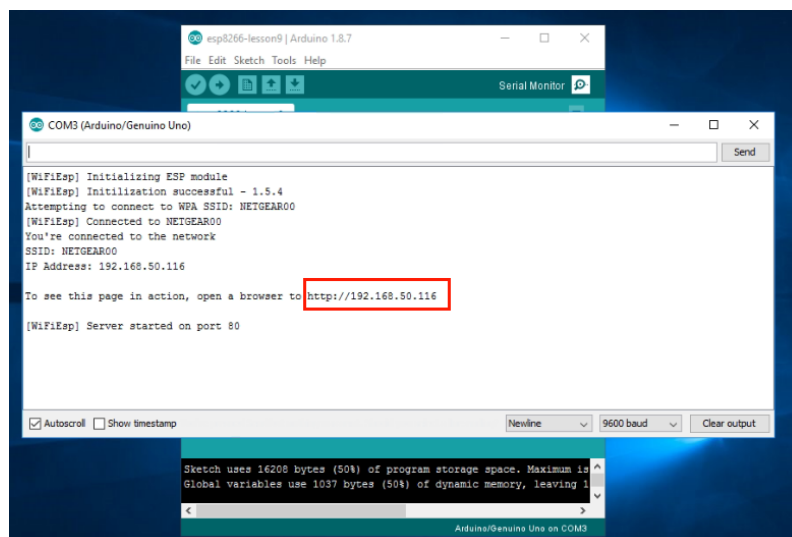 esp8266-lesson9 | Arduino 1.8.7
File Edit Sketch Tools Help
Serial Monitor
COM3 (Arduino/Genuino Uno)
Send
[WiFiEsp] Initializing ESP module
[WiFiEsp] Initilization successful - 1.5.4
Attempting to connect to WPA SSID: NETGEAR00
[WiFiEsp] Connected to NETGEAR00
You're connected to the network
SSID: NETGEAR00
IP Address: 192.168.50.116
To see this page in action, open a browser to http://192.168.50.116
[WiFiEsp] Server started on port 80
Autoscroll Show timestamp Newline 9600 baud Clear output
Sketch uses 16208 bytes (50%) of program storage space. Maximum is
Global variables use 1037 bytes (50%) of dynamic memory, leaving 1
Arduino/Genuino Uno on COM3